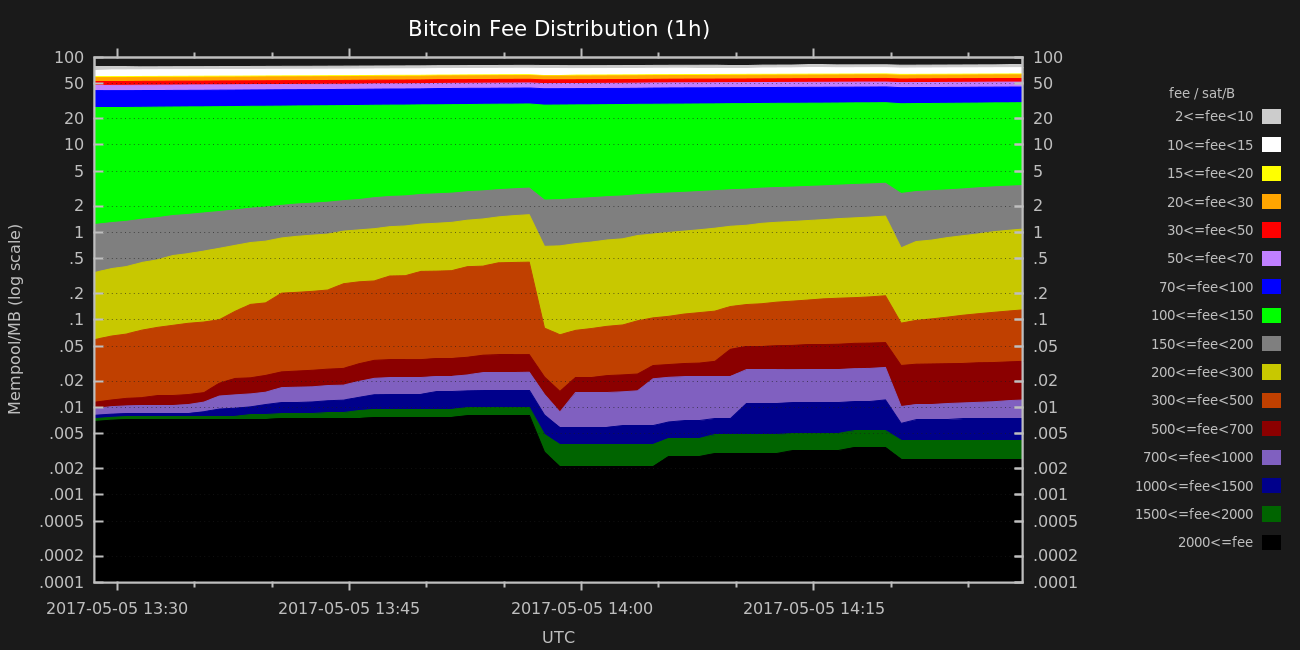 Bitcoin Fee Distribution (1h)
Mempool/MB (log scale)
100
50
20
10
5
2
1
.5
.2
.1
.05
.02
.01
.005
.002
.001
.0005
.0002
.0001
100
50
20
10
5
2
1
.5
.2
.1
.05
.02
.01
.005
.002
.001
.0005
.0002
.0001
2017-05-05 13:30
2017-05-05 13:45
2017-05-05 14:00
2017-05-05 14:15
UTC
fee / sat/B
2<=fee<10
10<=fee<15
15<=fee<20
20<=fee<30
30<=fee<50
50<=fee<70
70<=fee<100
100<=fee<150
150<=fee<200
200<=fee<300
300<=fee<500
500<=fee<700
700<=fee<1000
1000<=fee<1500
1500<=fee<2000
2000<=fee